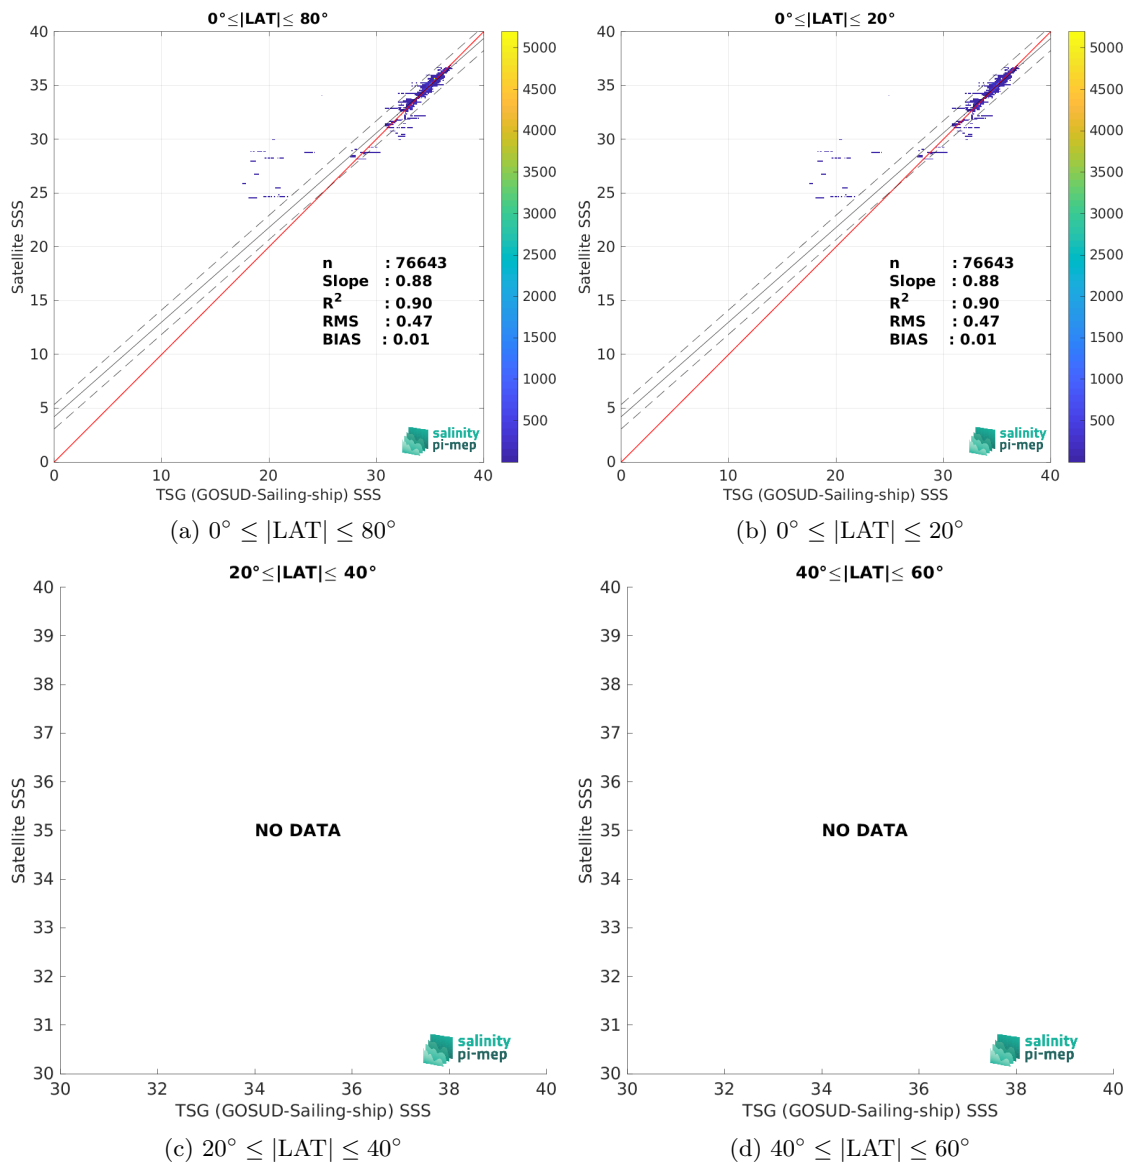 0°≤|LAT|≤ 80°
40
35
30
25
20
15
10
5
0
Satellite SSS
n : 76643
Slope : 0.88
R² : 0.90
RMS : 0.47
BIAS : 0.01
salinity
pi-mep
0 10 20 30 40
TSG (GOSUD-Sailing-ship) SSS
5000
4500
4000
3500
3000
2500
2000
1500
1000
500
(a) 0° ≤ |LAT| ≤ 80°
0°≤|LAT|≤ 20°
40
35
30
25
20
15
10
5
0
Satellite SSS
n : 76643
Slope : 0.88
R² : 0.90
RMS : 0.47
BIAS : 0.01
salinity
pi-mep
0 10 20 30 40
TSG (GOSUD-Sailing-ship) SSS
5000
4500
4000
3500
3000
2500
2000
1500
1000
500
(b) 0° ≤ |LAT| ≤ 20°
20°≤|LAT|≤ 40°
40
39
38
37
36
35
34
33
32
31
30
Satellite SSS
NO DATA
salinity
pi-mep
30 32 34 36 38 40
TSG (GOSUD-Sailing-ship) SSS
(c) 20° ≤ |LAT| ≤ 40°
40°≤|LAT|≤ 60°
40
39
38
37
36
35
34
33
32
31
30
Satellite SSS
NO DATA
salinity
pi-mep
30 32 34 36 38 40
TSG (GOSUD-Sailing-ship) SSS
(d) 40° ≤ |LAT| ≤ 60°